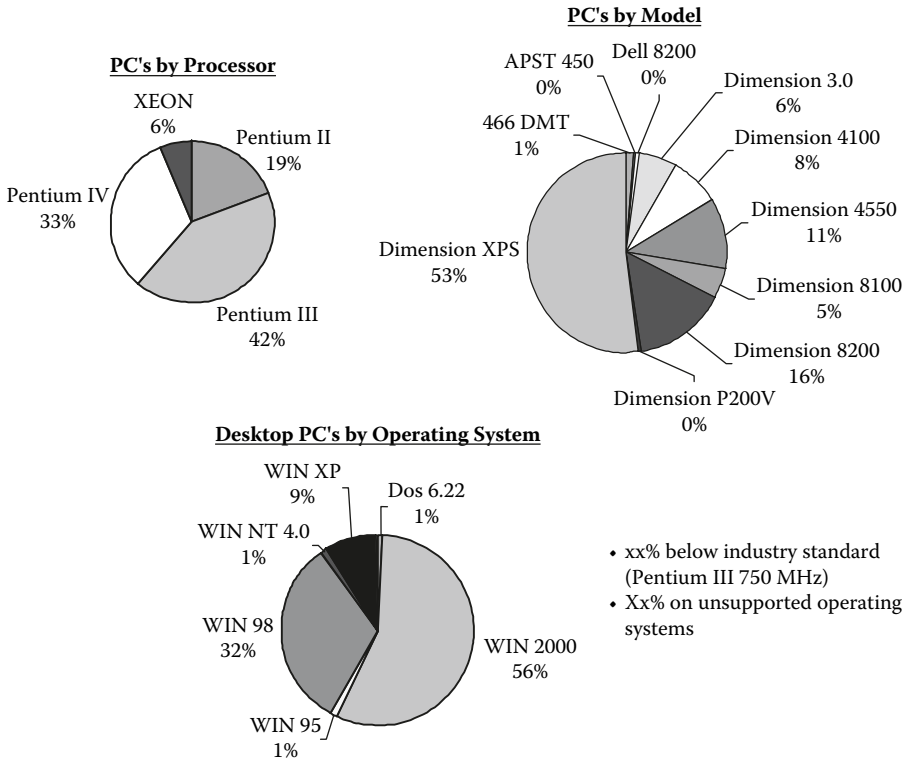 PC's by Processor
XEON
6%
Pentium II
19%
Pentium IV
33%
Pentium III
42%
PC's by Model
APST 450
0%
Dell 8200
0%
Dimension 3.0
6%
466 DMT
1%
Dimension 4100
8%
Dimension 4550
11%
Dimension XPS
53%
Dimension 8100
5%
Dimension 8200
16%
Dimension P200V
0%
Desktop PC's by Operating System
WIN XP
9%
Dos 6.22
1%
WIN NT 4.0
1%
WIN 98
32%
WIN 2000
56%
WIN 95
1%
• xx% below industry standard
(Pentium III 750 MHz)
• Xx% on unsupported operating
systems